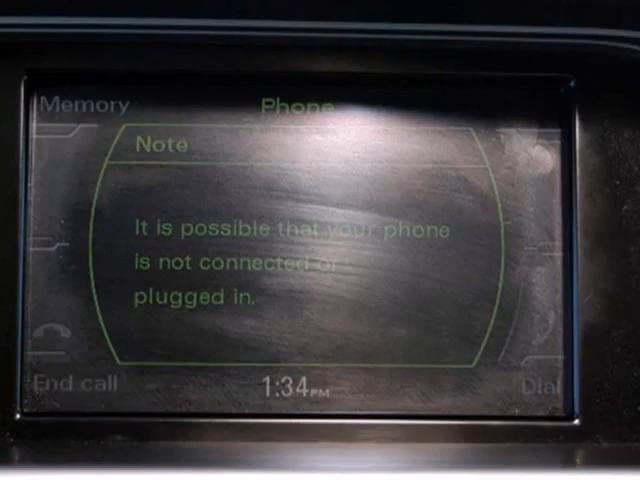 Memory Phone
Note
It is possible that your phone
is not connected or
plugged in.
End call 1:34PM Dial